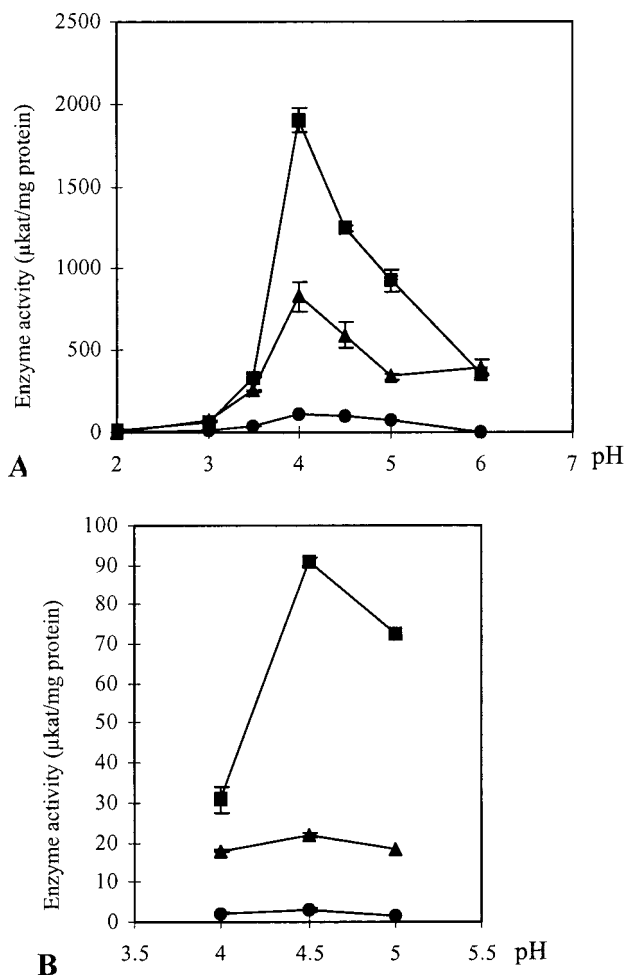 2500
2000
1500
1000
500
0
Enzyme actvity (μkat/mg protein)
2 3 4 5 6 7 pH
A
100
90
80
70
60
50
40
30
20
10
0
Enzyme activity (μkat/mg protein)
3.5 4 4.5 5 5.5 pH
B